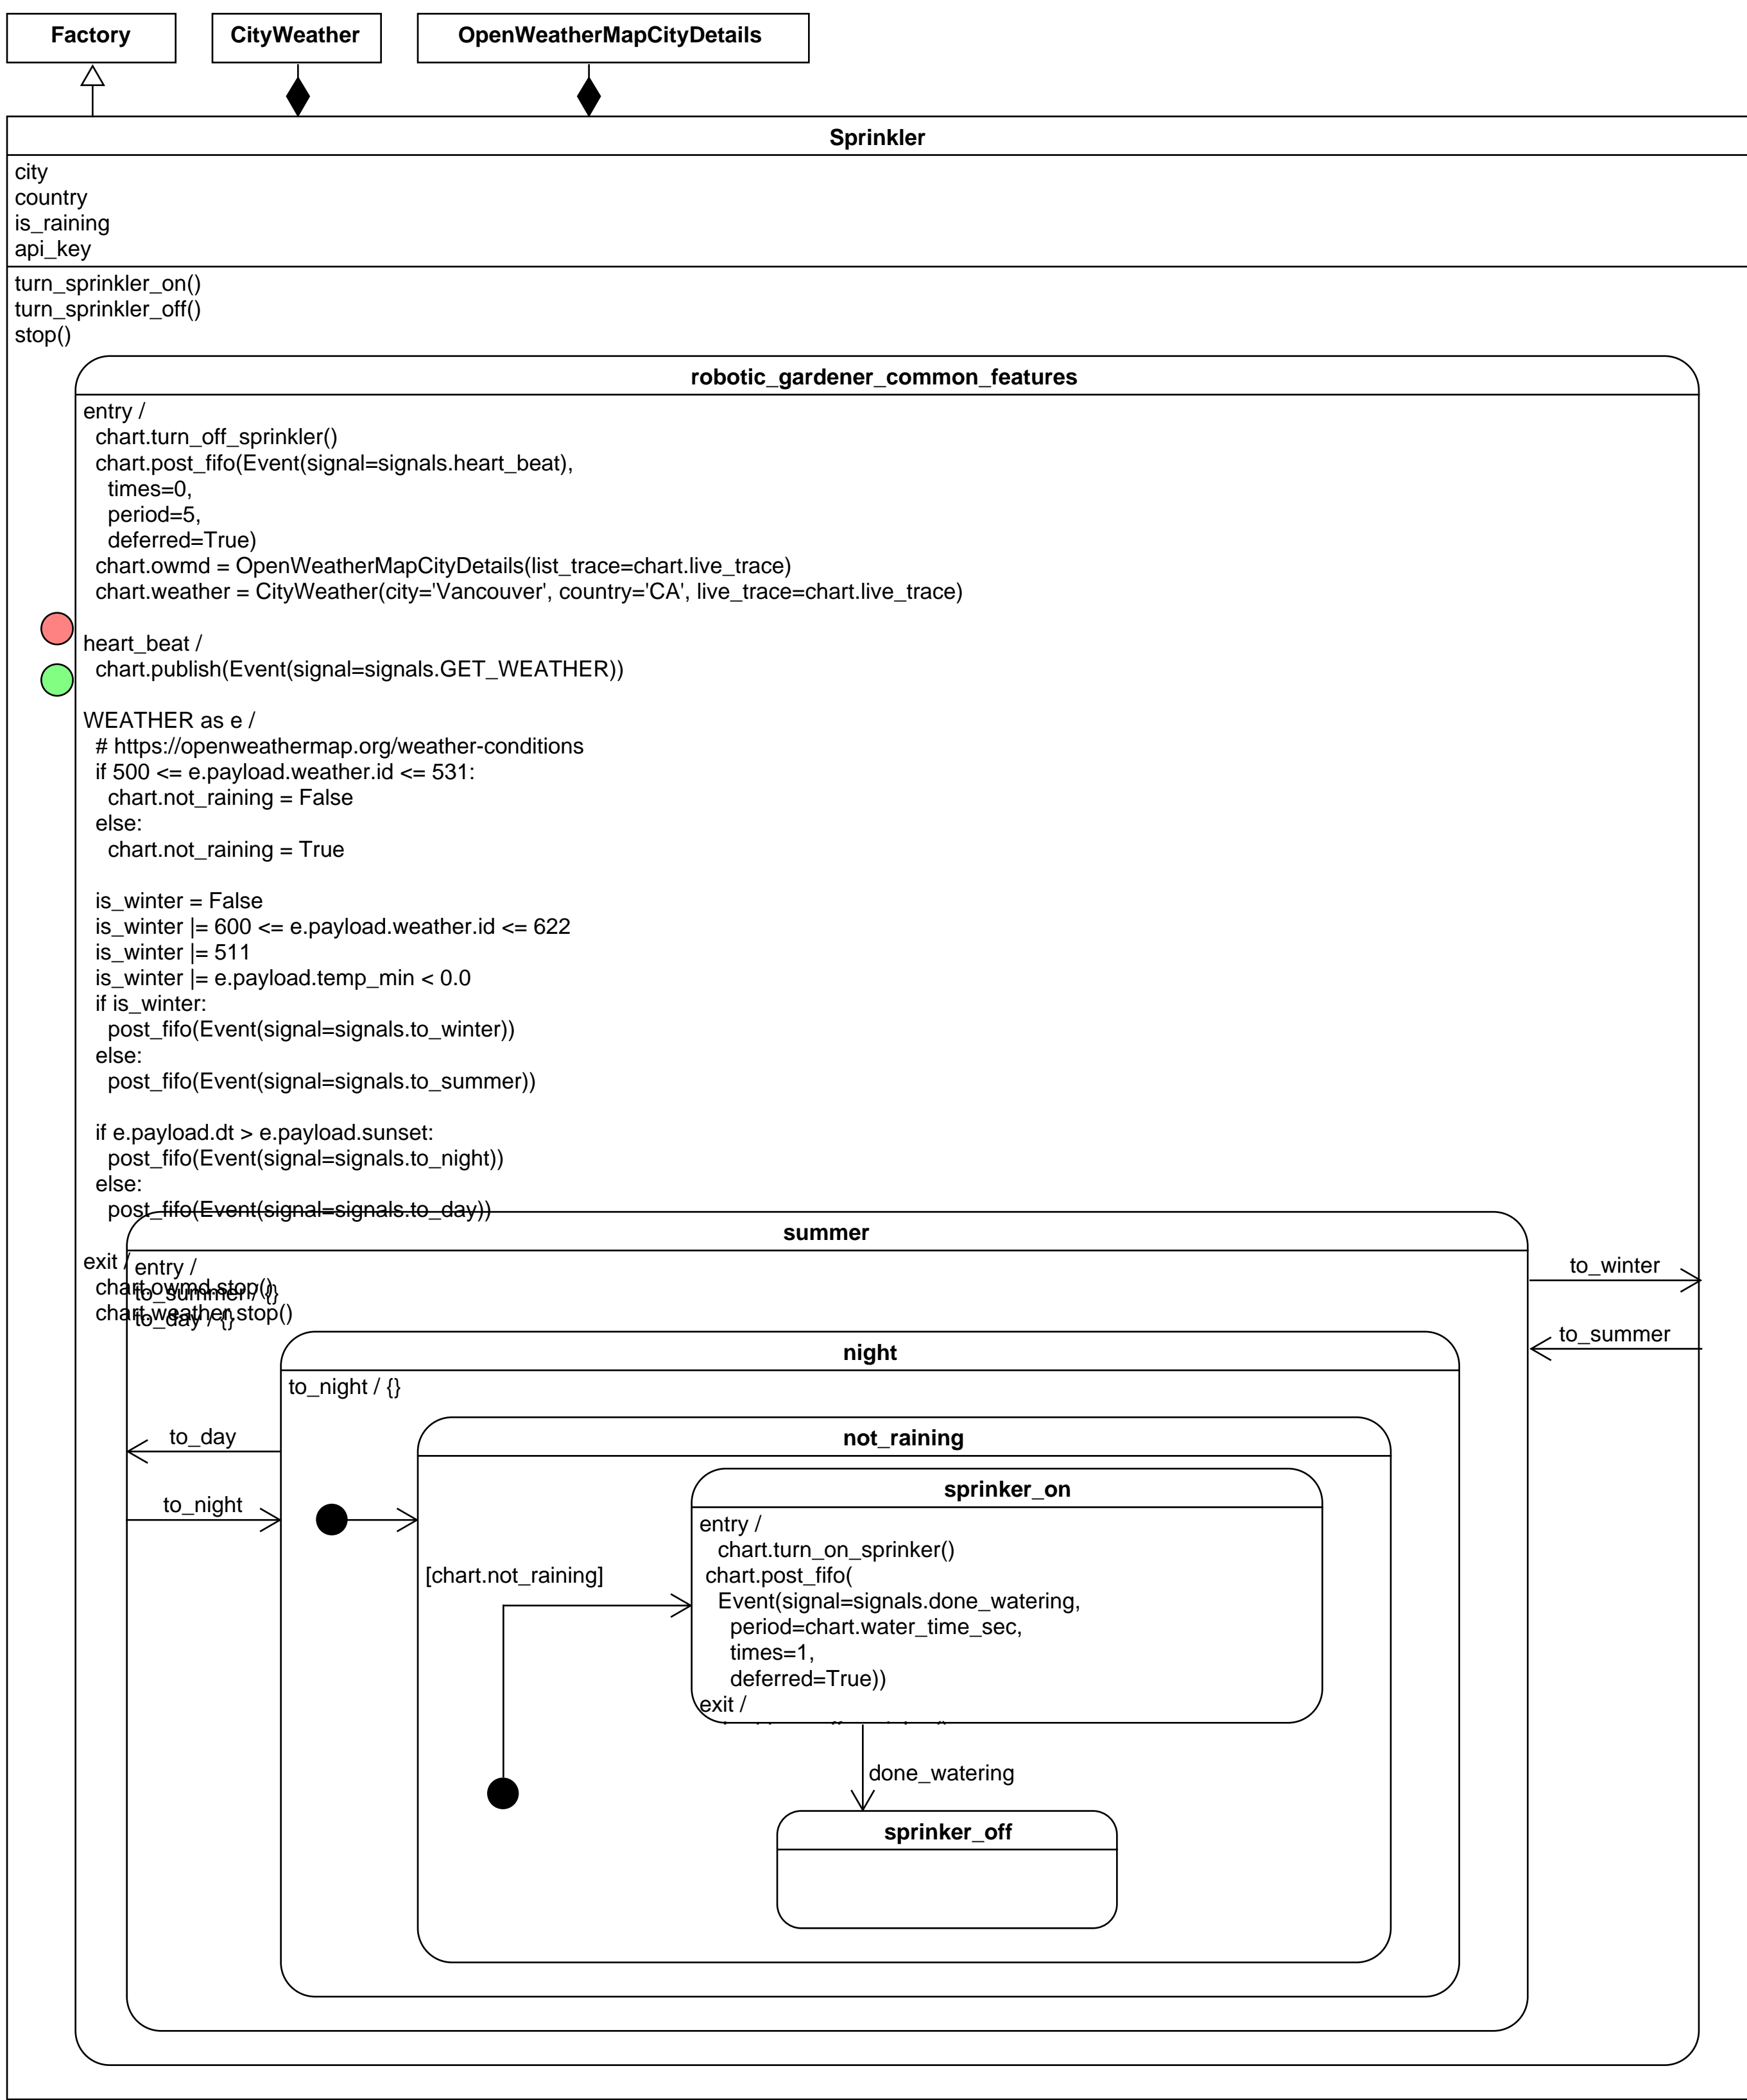 Factory
CityWeather
OpenWeatherMapCityDetails
Sprinkler
city
country
is_raining
api_key
turn_sprinkler_on()
turn_sprinkler_off()
stop()
robotic_gardener_common_features
entry /
chart.turn_off_sprinkler()
chart.post_fifo(Event(signal=signals.heart_beat),
times=0,
period=5,
deferred=True)
chart.owmd = OpenWeatherMapCityDetails(list_trace=chart.live_trace)
chart.weather = CityWeather(city='Vancouver', country='CA', live_trace=chart.live_trace)
heart_beat /
chart.publish(Event(signal=signals.GET_WEATHER))
WEATHER as e /
# https://openweathermap.org/weather-conditions
if 500 <= e.payload.weather.id <= 531:
chart.not_raining = False
else:
chart.not_raining = True
is_winter = False
is_winter |= 600 <= e.payload.weather.id <= 622
is_winter |= 511
is_winter |= e.payload.temp_min < 0.0
if is_winter:
post_fifo(Event(signal=signals.to_winter))
else:
post_fifo(Event(signal=signals.to_summer))
if e.payload.dt > e.payload.sunset:
post_fifo(Event(signal=signals.to_night))
else:
post_fifo(Event(signal=signals.to_day))
exit /
chart.owmd.stop()
chart.weather.stop()
summer
entry /
to_summer / {}
to_day / {}
to_winter
to_summer
night
to_night / {}
to_day
to_night
not_raining
[chart.not_raining]
sprinker_on
entry /
chart.turn_on_sprinker()
chart.post_fifo(
Event(signal=signals.done_watering,
period=chart.water_time_sec,
times=1,
deferred=True))
exit /
done_watering
sprinker_off